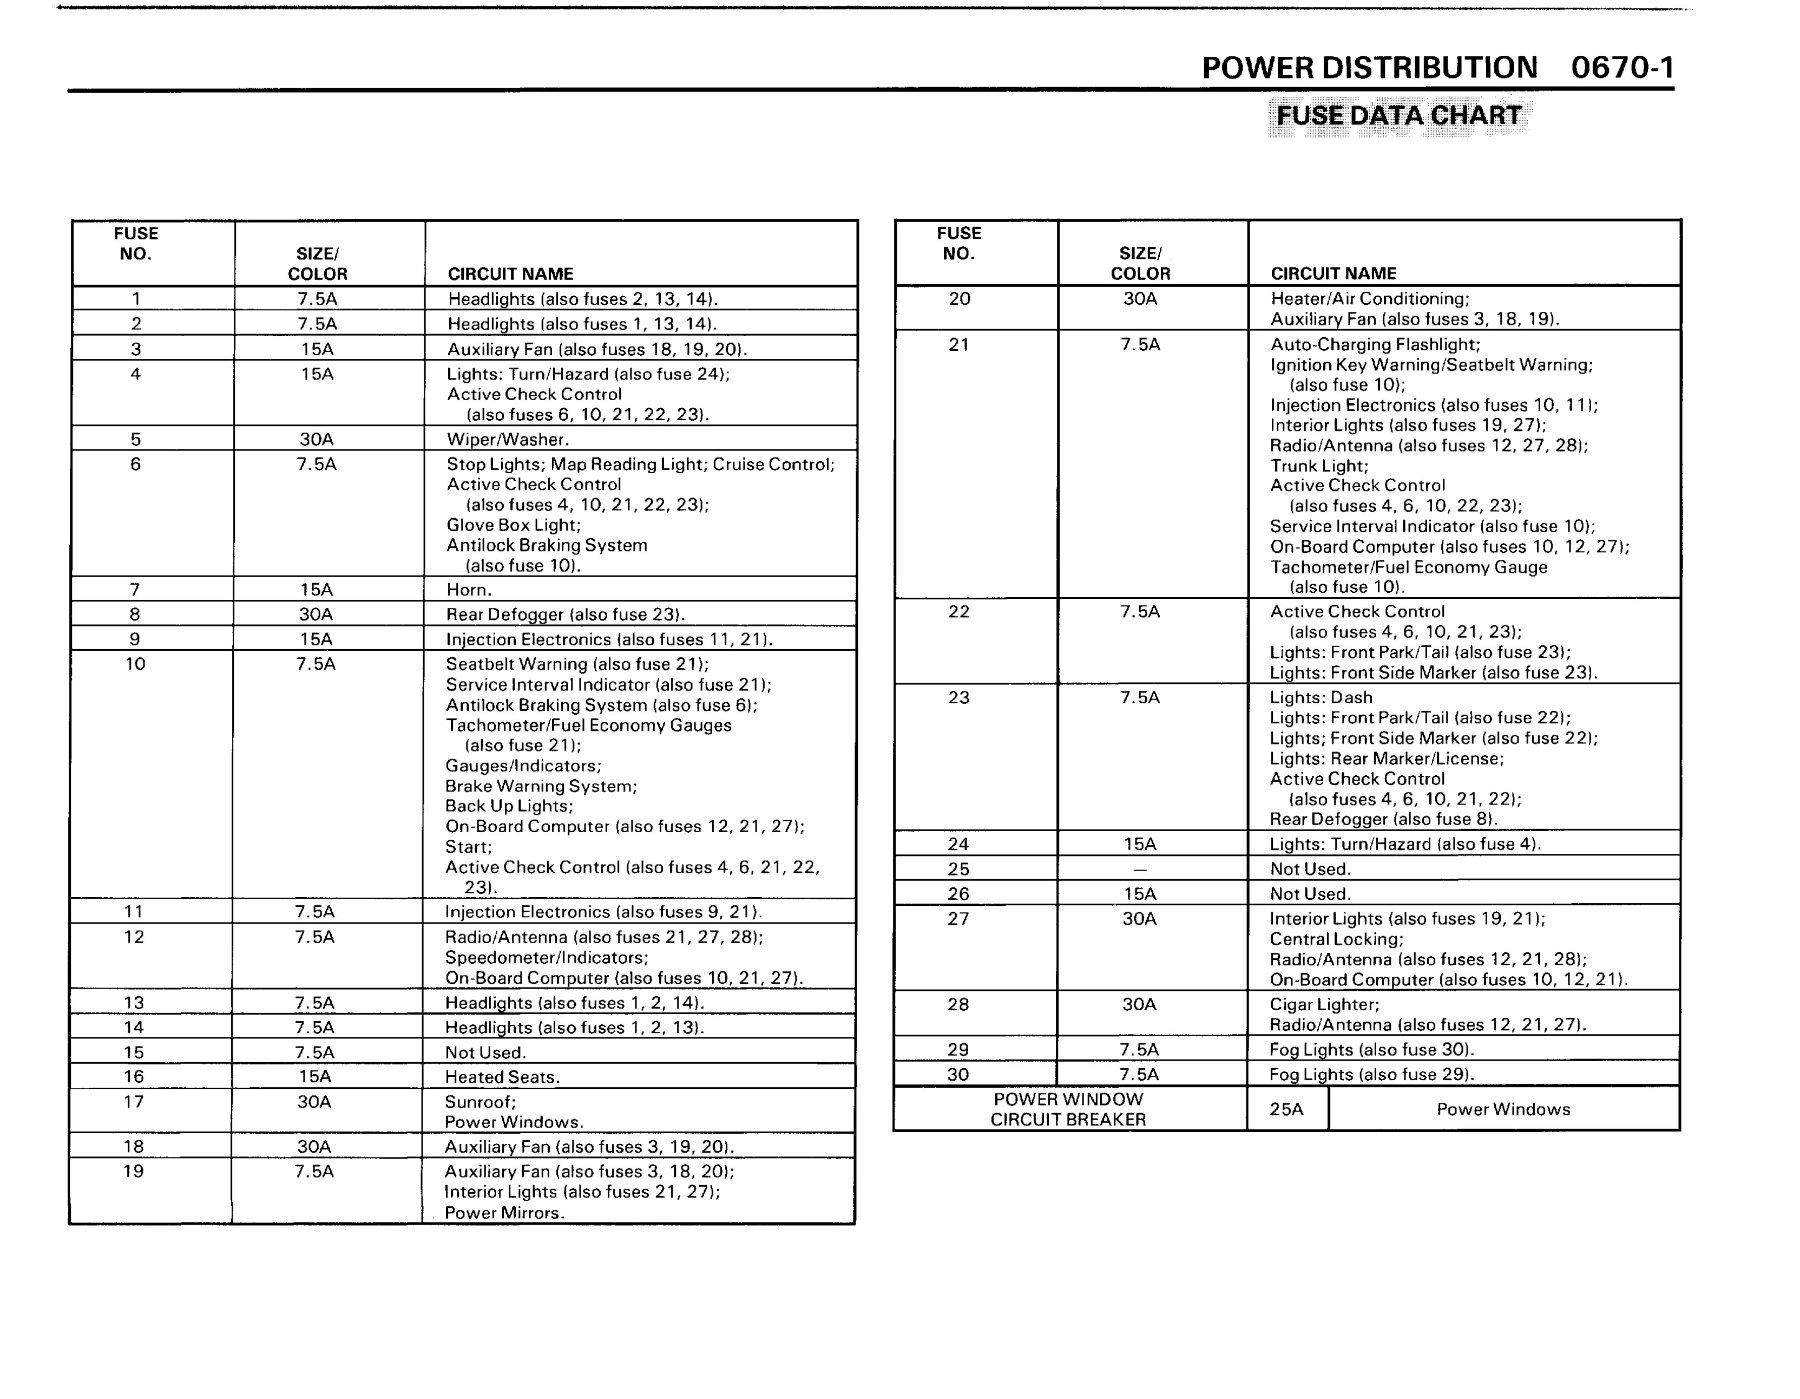 POWER DISTRIBUTION 0670-1
FUSE DATA CHART
FUSE
NO.
SIZE/
COLOR
CIRCUIT NAME
1 7.5A Headlights (also fuses 2, 13, 14).
2 7.5A Headlights (also fuses 1, 13, 14).
3 15A Auxiliary Fan (also fuses 18, 19, 20).
4 15A Lights: Turn/Hazard (also fuse 24);
Active Check Control
(also fuses 6, 10, 21, 22, 23).
5 30A Wiper/Washer.
6 7.5A Stop Lights; Map Reading Light; Cruise Control;
Active Check Control
(also fuses 4, 10, 21, 22, 23);
Glove Box Light;
Antilock Braking System
(also fuse 10).
7 15A Horn.
8 30A Rear Defogger (also fuse 23).
9 15A Injection Electronics (also fuses 11, 21).
10 7.5A Seatbelt Warning (also fuse 21);
Service Interval Indicator (also fuse 21);
Antilock Braking System (also fuse 6);
Tachometer/Fuel Economy Gauges
(also fuse 21);
Gauges/Indicators;
Brake Warning System;
Back Up Lights;
On-Board Computer (also fuses 12, 21, 27);
Start;
Active Check Control (also fuses 4, 6, 21, 22,
23).
11 7.5A Injection Electronics (also fuses 9, 21).
12 7.5A Radio/Antenna (also fuses 21, 27, 28);
Speedometer/Indicators;
On-Board Computer (also fuses 10, 21, 27).
13 7.5A Headlights (also fuses 1, 2, 14).
14 7.5A Headlights (also fuses 1, 2, 13).
15 7.5A Not Used.
16 15A Heated Seats.
17 30A Sunroof;
Power Windows.
18 30A Auxiliary Fan (also fuses 3, 19, 20).
19 7.5A Auxiliary Fan (also fuses 3, 18, 20);
Interior Lights (also fuses 21, 27);
Power Mirrors.
FUSE
NO.
SIZE/
COLOR
CIRCUIT NAME
20 30A Heater/Air Conditioning;
Auxiliary Fan (also fuses 3, 18, 19).
21 7.5A Auto-Charging Flashlight;
Ignition Key Warning/Seatbelt Warning;
(also fuse 10);
Injection Electronics (also fuses 10, 11);
Interior Lights (also fuses 19, 27);
Radio/Antenna (also fuses 12, 27, 28);
Trunk Light;
Active Check Control
(also fuses 4, 6, 10, 22, 23);
Service Interval Indicator (also fuse 10);
On-Board Computer (also fuses 10, 12, 27);
Tachometer/Fuel Economy Gauge
(also fuse 10).
22 7.5A Active Check Control
(also fuses 4, 6, 10, 21, 23);
Lights: Front Park/Tail (also fuse 23);
Lights: Front Side Marker (also fuse 23).
23 7.5A Lights: Dash
Lights: Front Park/Tail (also fuse 22);
Lights; Front Side Marker (also fuse 22);
Lights: Rear Marker/License;
Active Check Control
(also fuses 4, 6, 10, 21, 22);
Rear Defogger (also fuse 8).
24 15A Lights: Turn/Hazard (also fuse 4).
25 — Not Used.
26 15A Not Used.
27 30A Interior Lights (also fuses 19, 21);
Central Locking;
Radio/Antenna (also fuses 12, 21, 28);
On-Board Computer (also fuses 10, 12, 21).
28 30A Cigar Lighter;
Radio/Antenna (also fuses 12, 21, 27).
29 7.5A Fog Lights (also fuse 30).
30 7.5A Fog Lights (also fuse 29).
POWER WINDOW
CIRCUIT BREAKER
25A Power Windows